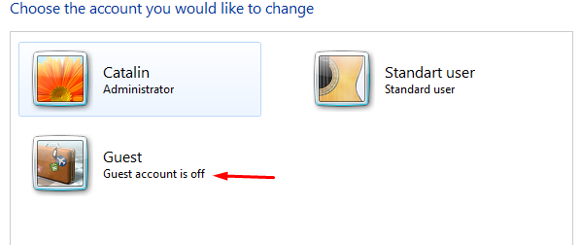 Choose the account you would like to change
Catalin
Administrator
Standart user
Standard user
Guest
Guest account is off